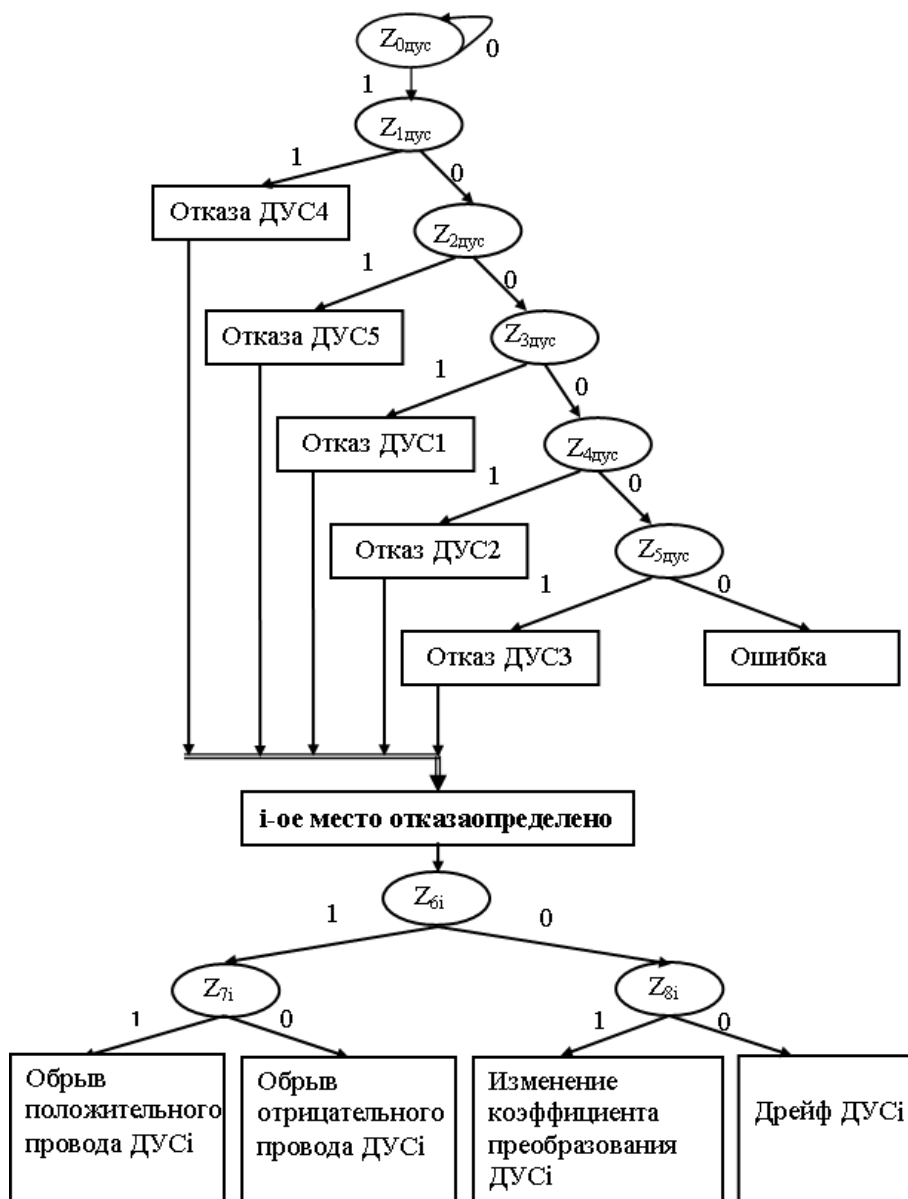 Z0дус
0
1
Z1дус
1
0
Отказа ДУС4
Z2дус
1
0
Отказа ДУС5
Z3дус
1
0
Отказ ДУС1
Z4дус
1
0
Отказ ДУС2
Z5дус
1
0
Отказ ДУС3
Ошибка
i-ое место отказаопределено
Z6i
1
0
Z7i
Z8i
1
0
1
0
Обрыв
положительного
провода ДУСi
Обрыв
отрицательного
провода ДУСi
Изменение
коэффициента
преобразования
ДУСi
Дрейф ДУСi